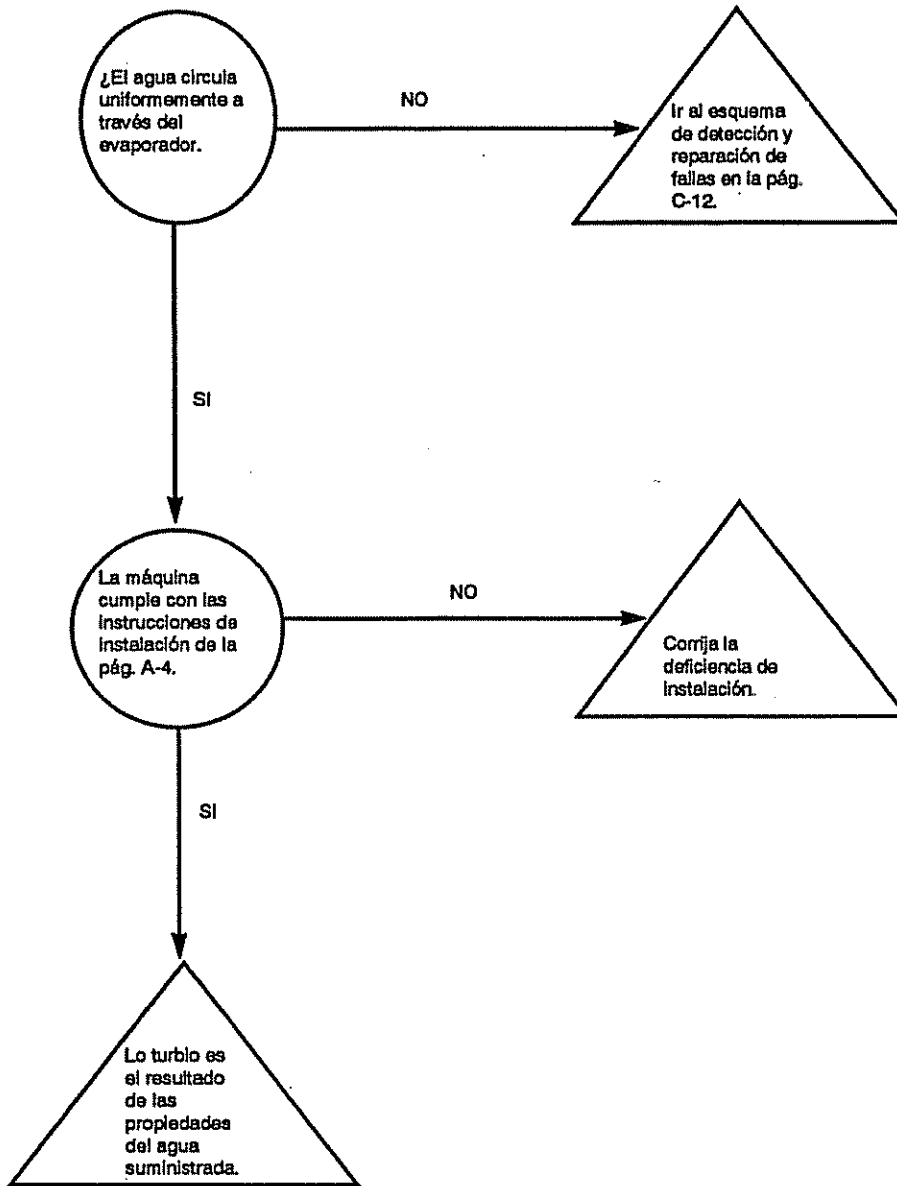 ¿El agua circula
uniformemente a
través del
evaporador.
NO
Ir al esquema
de detección y
reparación de
fallas en la pág.
C-12.
SI
La máquina
cumple con las
instrucciones de
instalación de la
pág. A-4.
NO
Corrija la
deficiencia de
instalación.
SI
Lo turbio es
el resultado
de las
propiedades
del agua
suministrada.